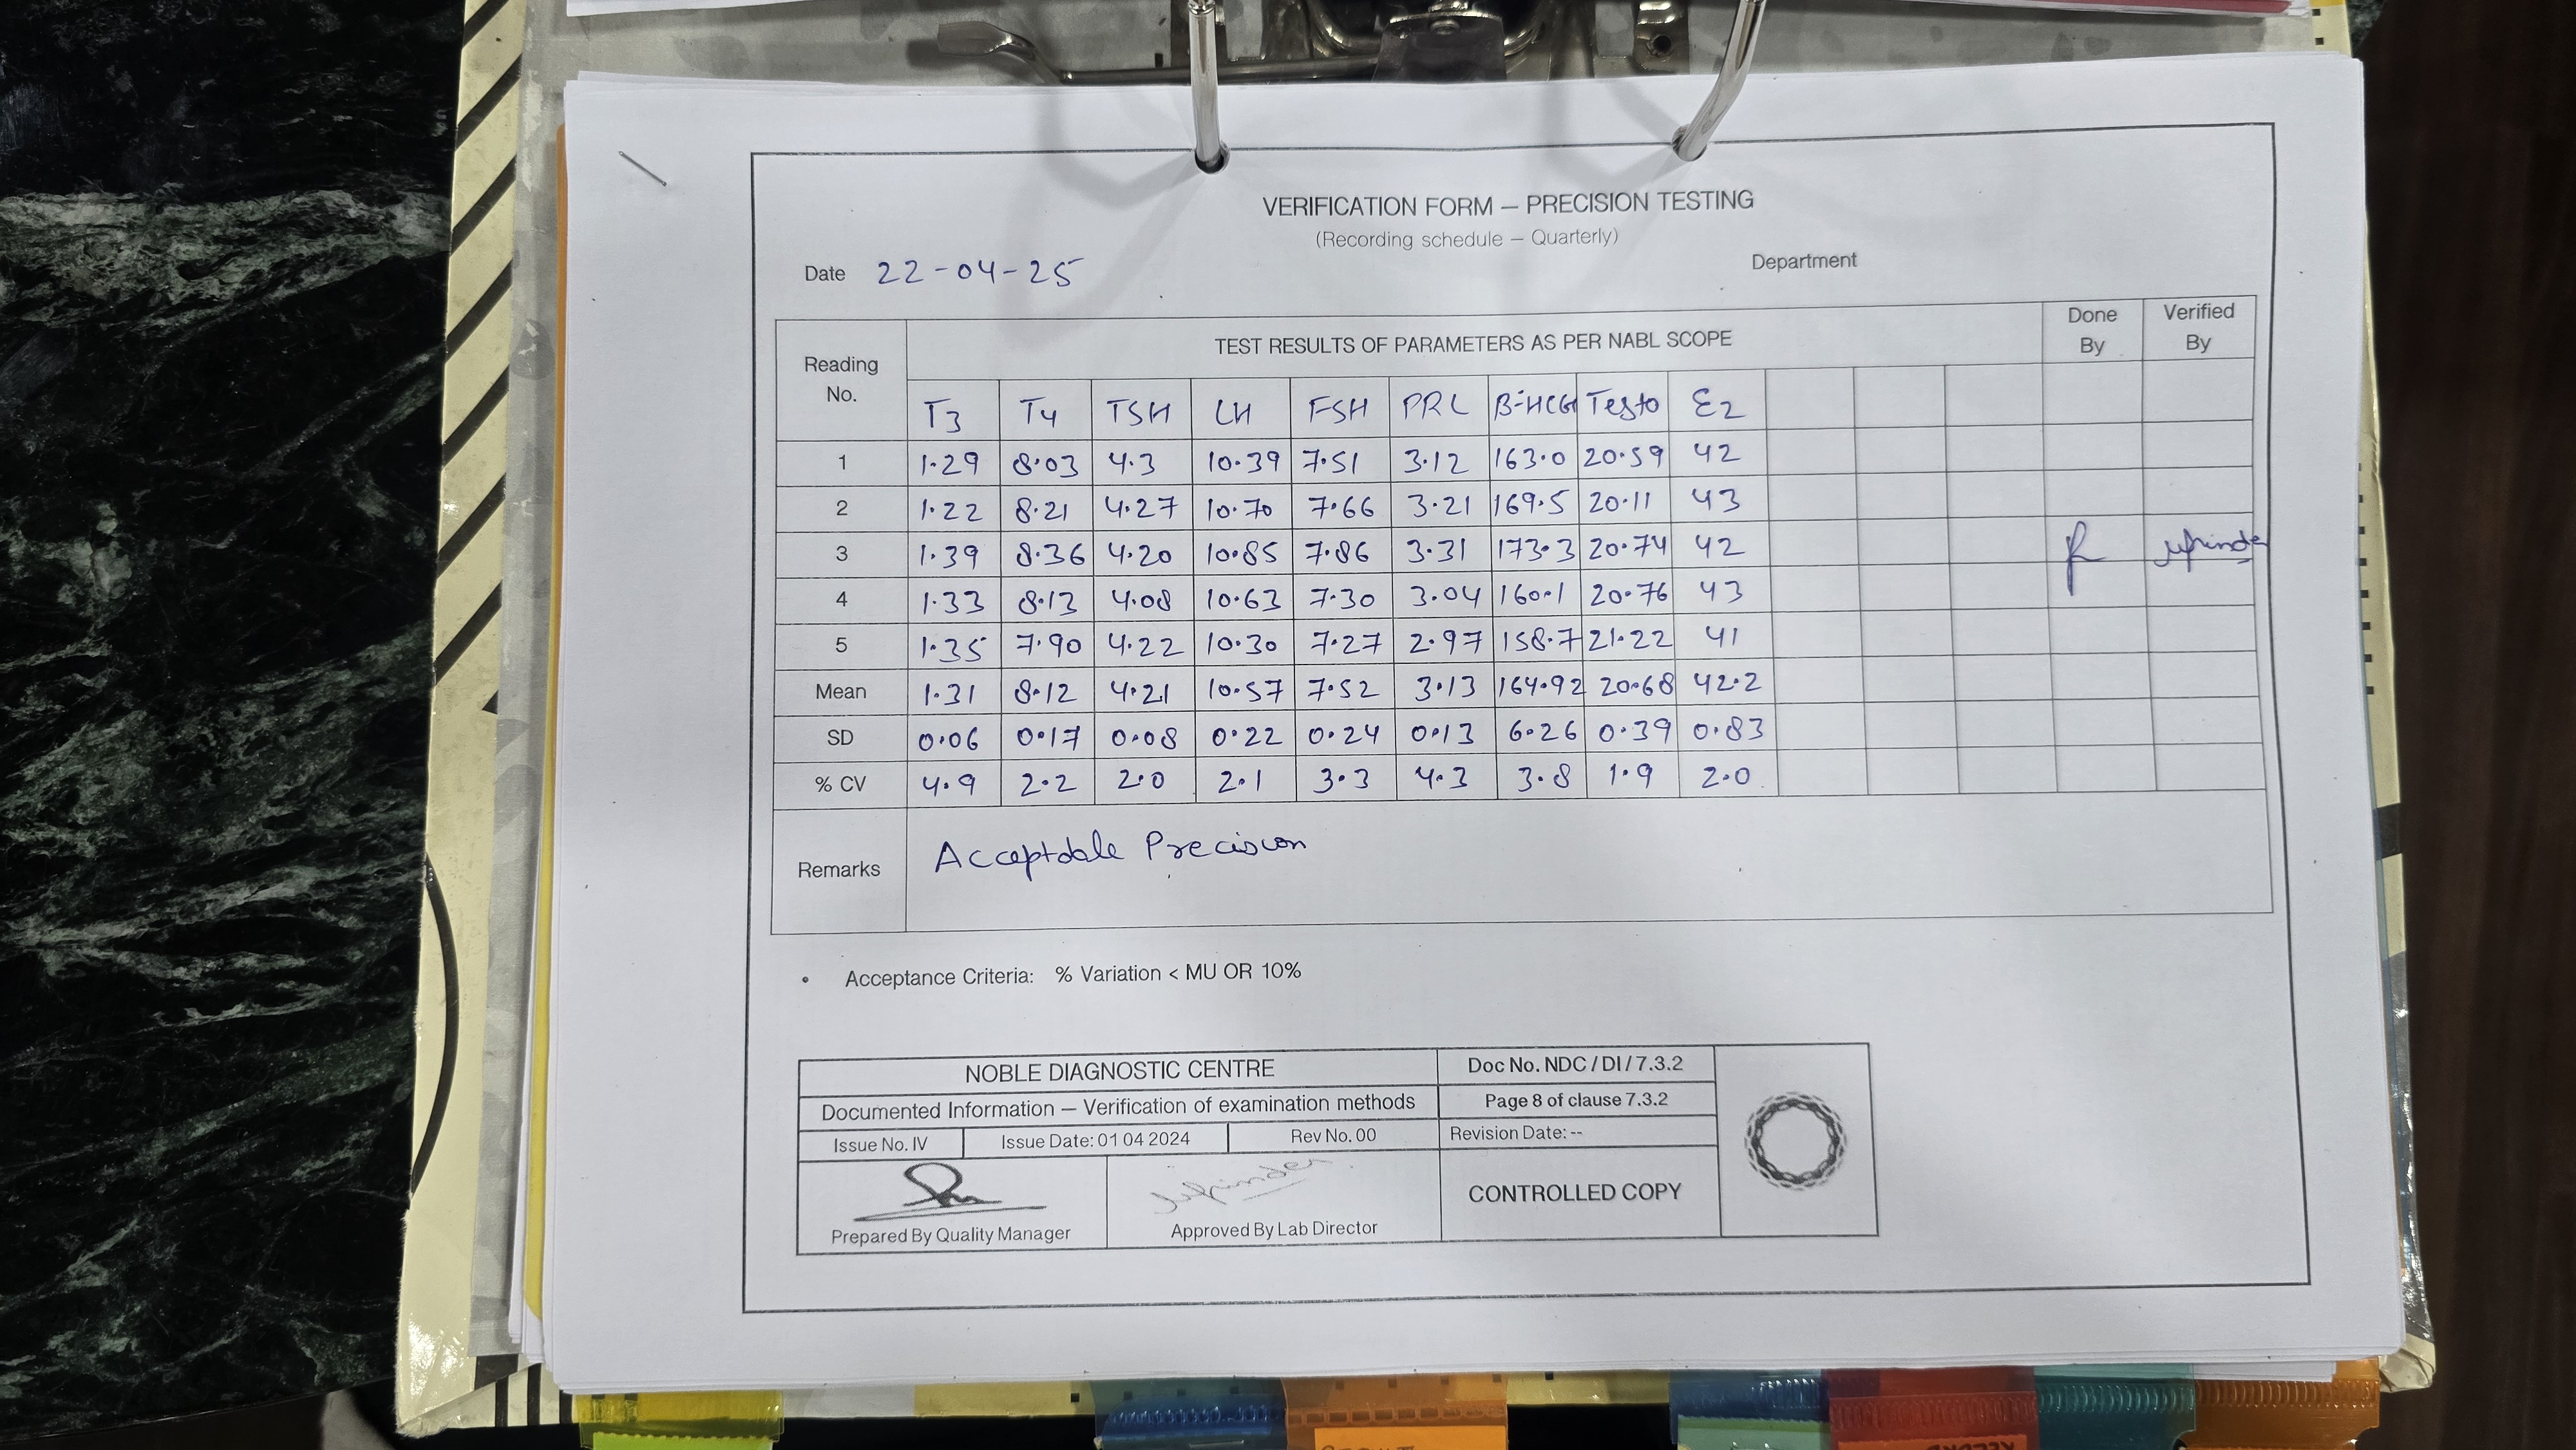 VERIFICATION FORM – PRECISION TESTING
(Recording schedule – Quarterly)
Date 22-04-25 Department
Reading No. TEST RESULTS OF PARAMETERS AS PER NABL SCOPE Done By Verified By
T3 T4 TSH LH FSH PRL B-HCG Testo E2
1 1.29 8.03 4.3 10.39 7.51 3.12 163.0 20.59 42
2 1.22 8.21 4.27 10.70 7.66 3.21 169.5 20.11 43
3 1.39 8.36 4.20 10.85 7.86 3.31 173.3 20.74 42
4 1.33 8.13 4.08 10.63 7.30 3.04 160.1 20.76 43
5 1.35 7.90 4.22 10.30 7.27 2.97 158.7 21.22 41
Mean 1.31 8.12 4.21 10.57 7.52 3.13 164.92 20.68 42.2
SD 0.06 0.17 0.08 0.22 0.24 0.13 6.26 0.39 0.83
% CV 4.9 2.2 2.0 2.1 3.3 4.3 3.8 1.9 2.0
Remarks Acceptdale Precision
• Acceptance Criteria: % Variation < MU OR 10%
NOBLE DIAGNOSTIC CENTRE Doc No. NDC / DI / 7.3.2
Documented Information – Verification of examination methods Page 8 of clause 7.3.2
Issue No. IV Issue Date: 01 04 2024 Rev No. 00 Revision Date: --
Prepared By Quality Manager Approved By Lab Director CONTROLLED COPY